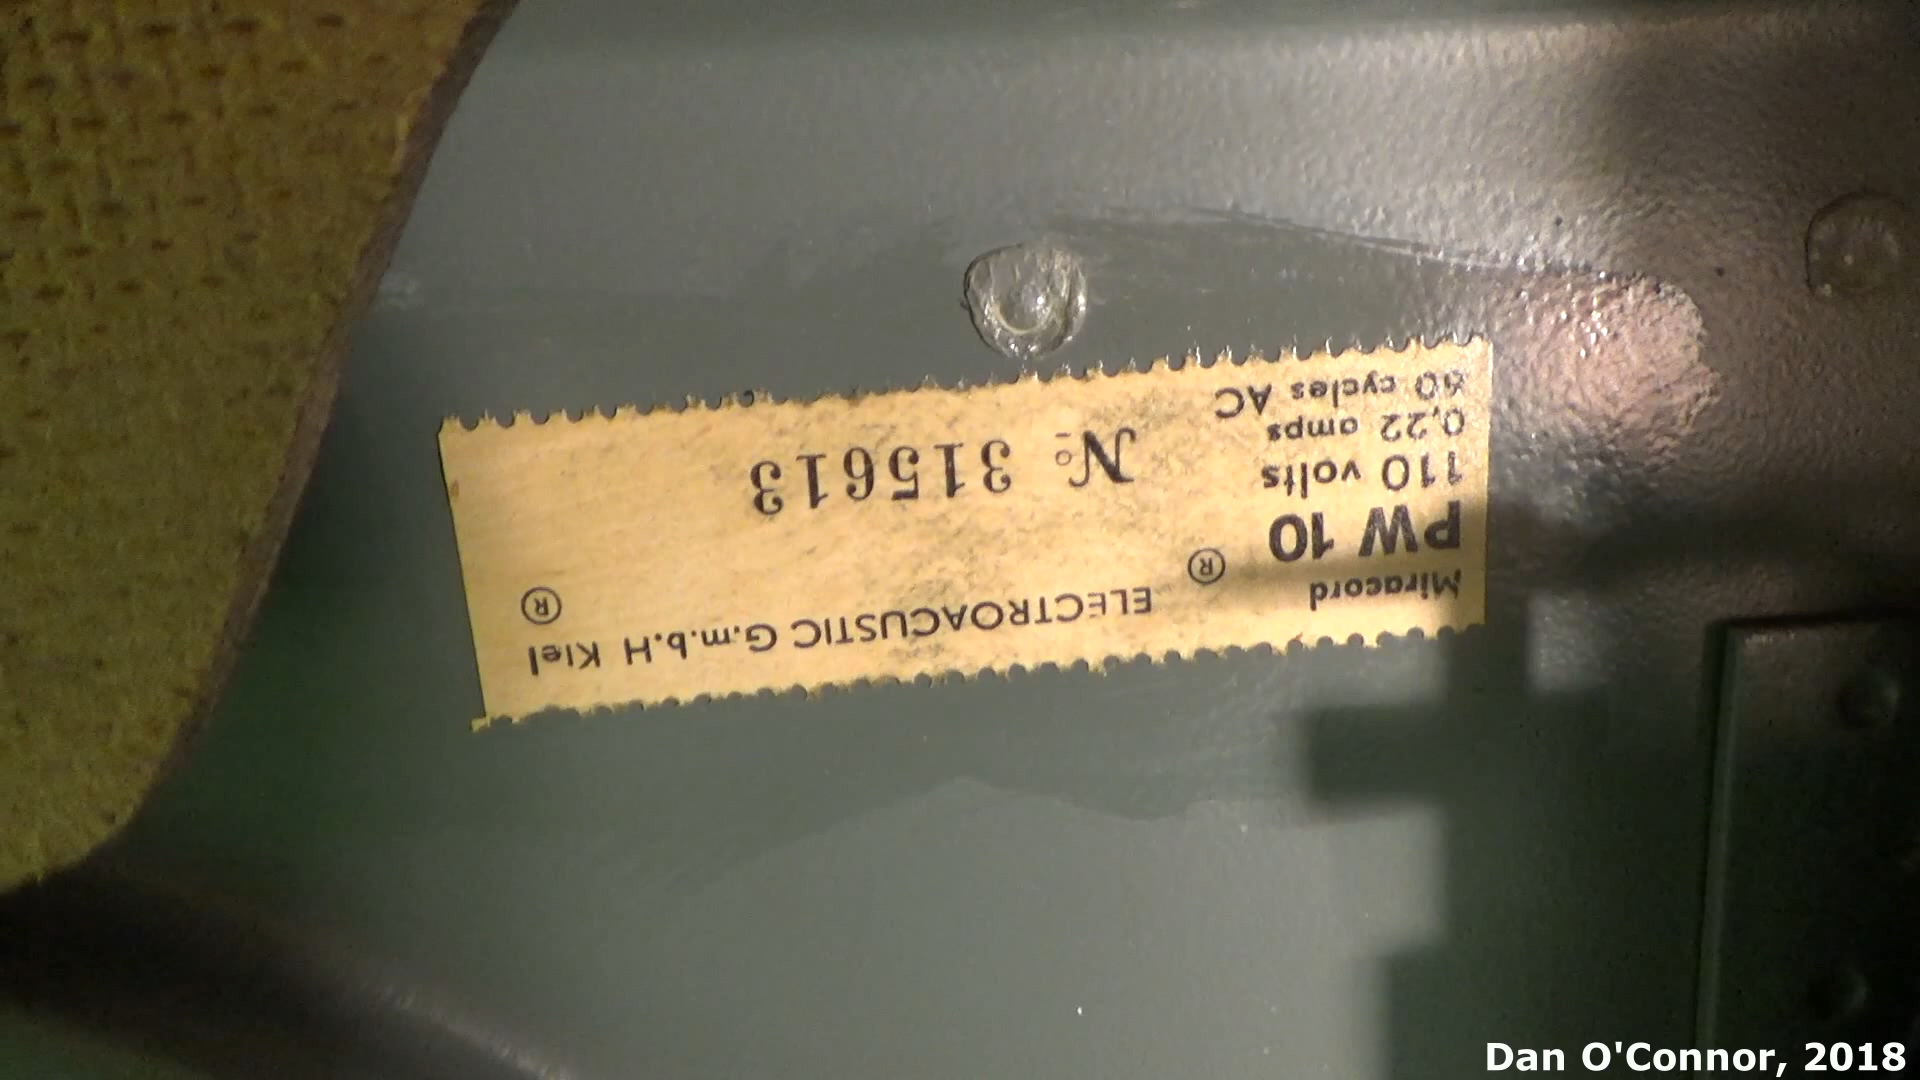 Miracord
PW 10 ®
110 volts
0,22 amps
60 cycles AC
ELECTROACUSTIC G.m.b.H Kiel
®
№ 315613
Dan O'Connor, 2018